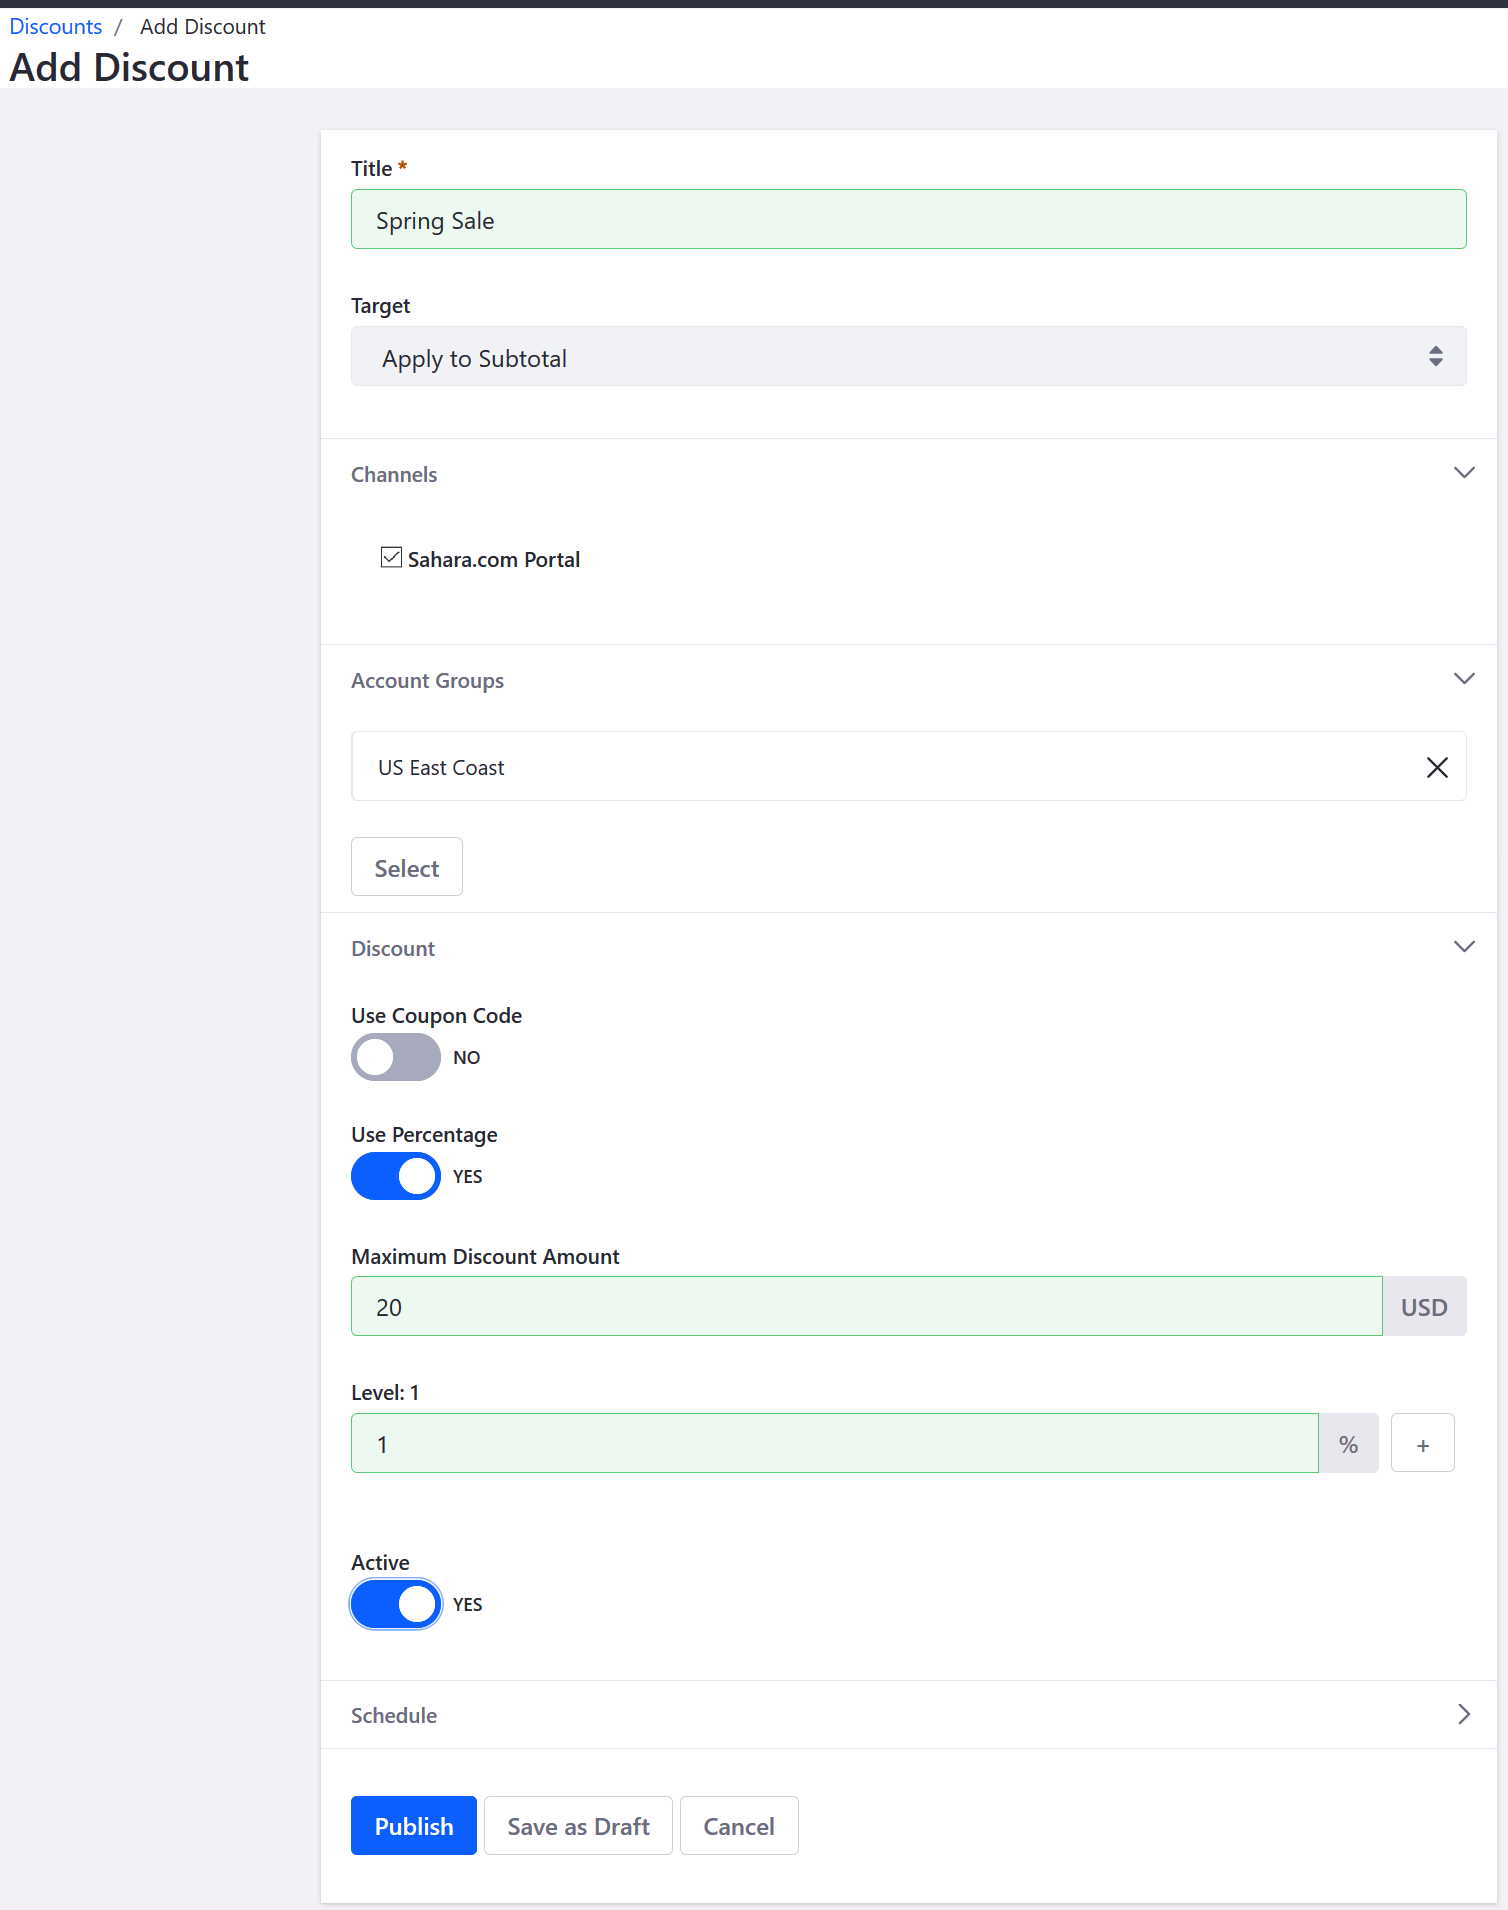 Discounts / Add Discount
Add Discount
Title *
Spring Sale
Target
Apply to Subtotal
Channels
Sahara.com Portal
Account Groups
US East Coast
Select
Discount
Use Coupon Code
NO
Use Percentage
YES
Maximum Discount Amount
20 USD
Level: 1
1 % +
Active
YES
Schedule
Publish Save as Draft Cancel